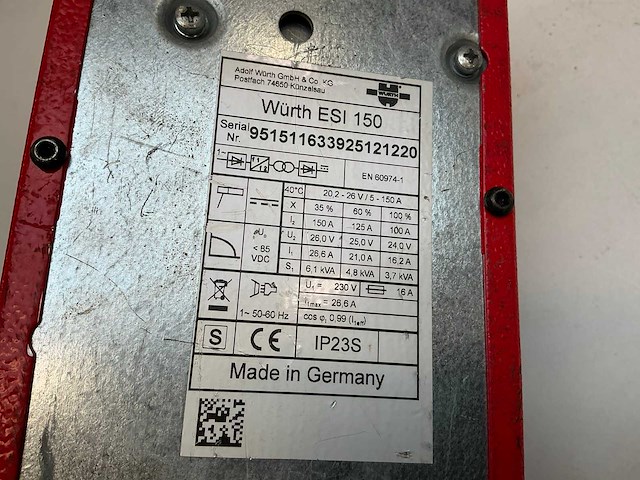 Adolf Würth GmbH & Co. KG
Postfach 74650 Künzelsau
WÜRTH
Würth ESI 150
Serial Nr. 951511633925121220
1~ f1 f2 EN 60974-1
40°C 20,2 - 26 V / 5 - 150 A
X 35 % 60 % 100 %
I2 150 A 125 A 100 A
U0 < 85 VDC
U2 26,0 V 25,0 V 24,0 V
I1 26,6 A 21,0 A 16,2 A
S1 6,1 kVA 4,8 kVA 3,7 kVA
U1 = 230 V 16 A
I1max = 26,6 A
1~ 50-60 Hz cos φ, 0,99 (I1eff)
S CE IP23S
Made in Germany